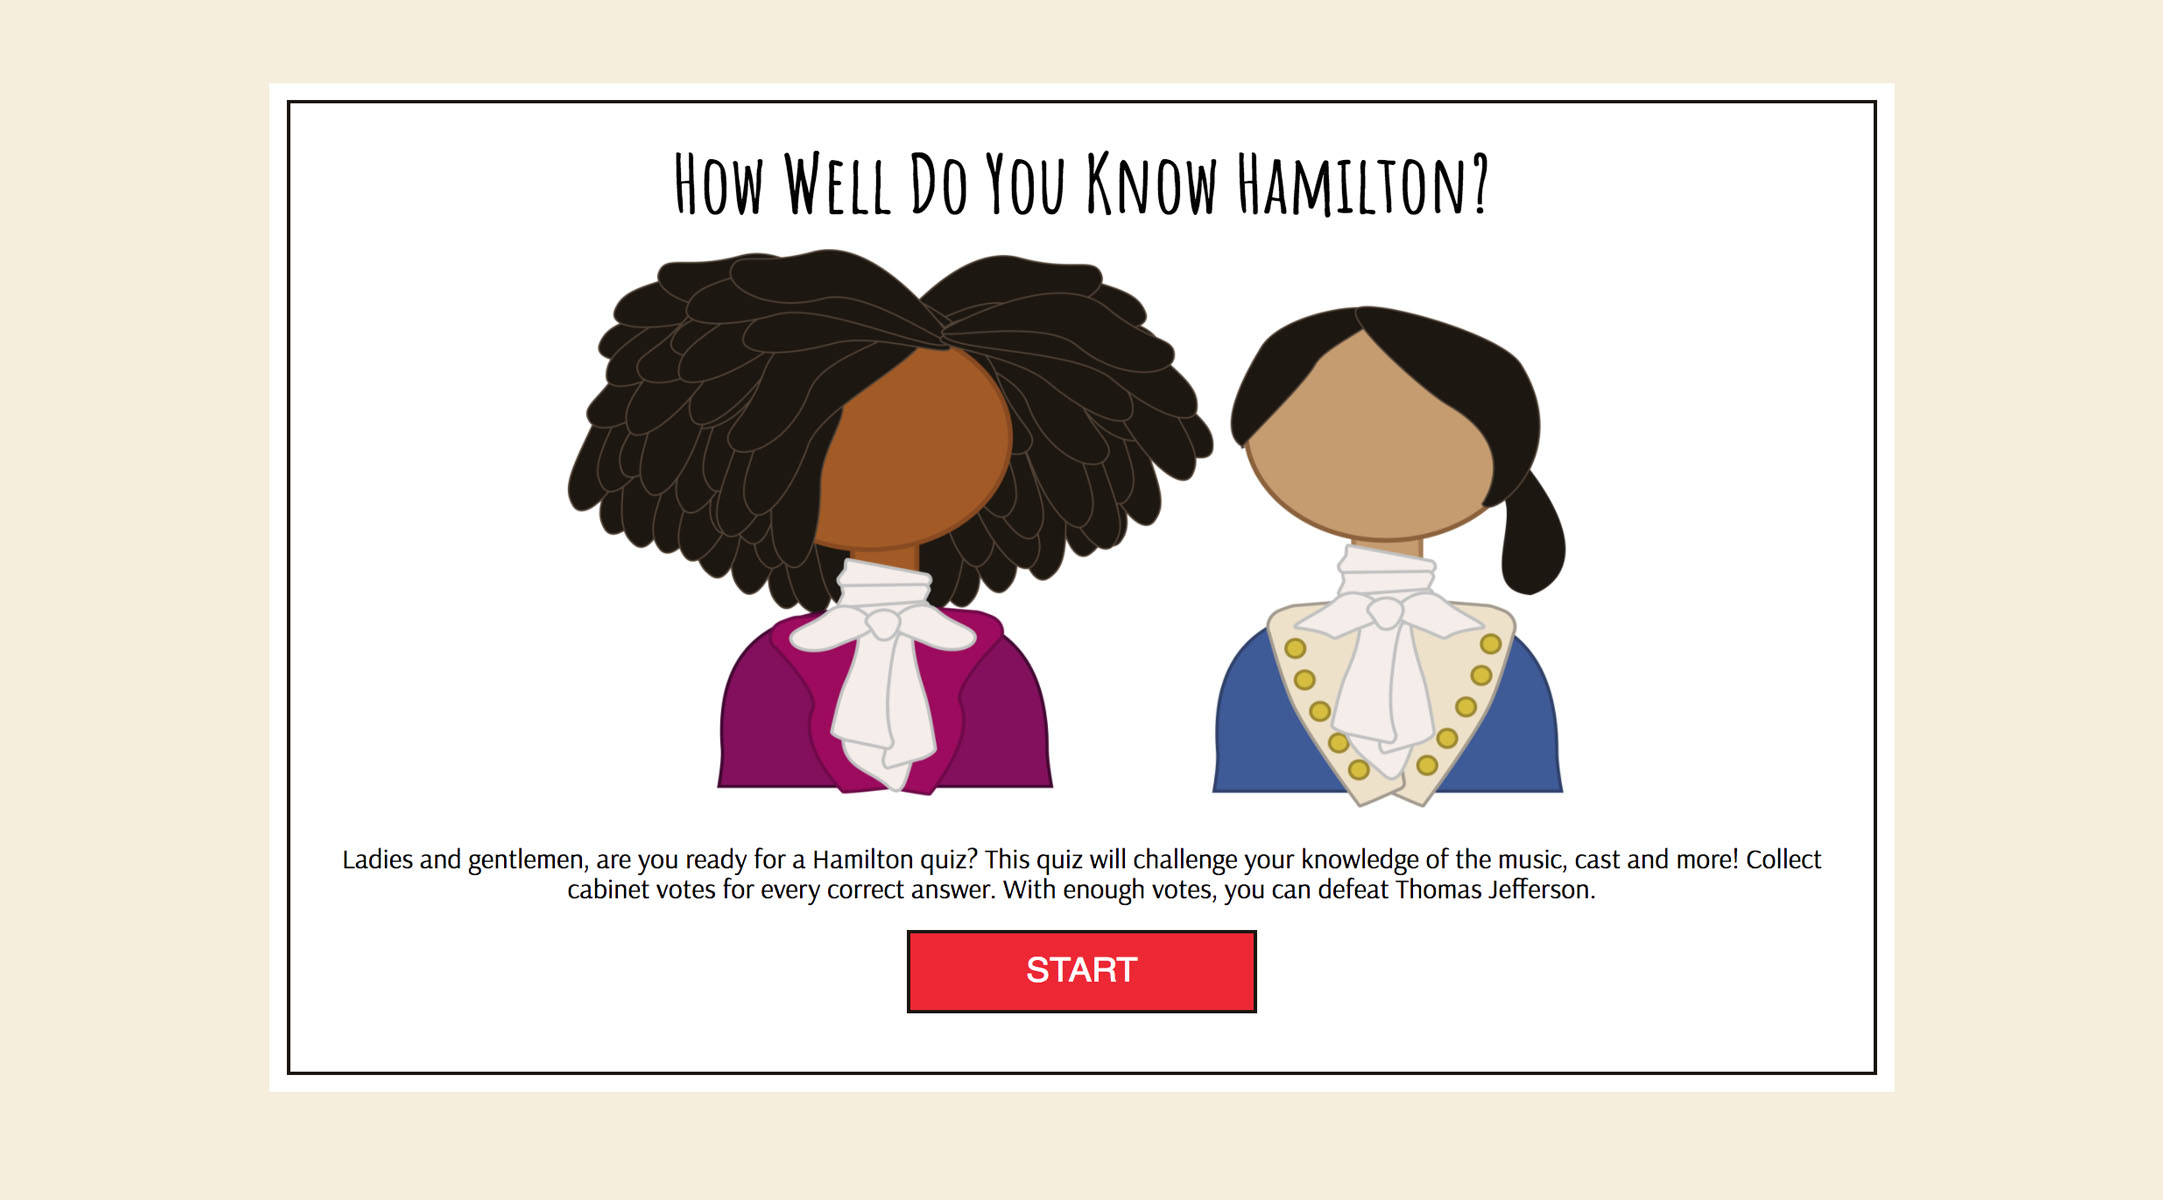 How Well Do You Know Hamilton?
Ladies and gentlemen, are you ready for a Hamilton quiz? This quiz will challenge your knowledge of the music, cast and more! Collect
cabinet votes for every correct answer. With enough votes, you can defeat Thomas Jefferson.
START